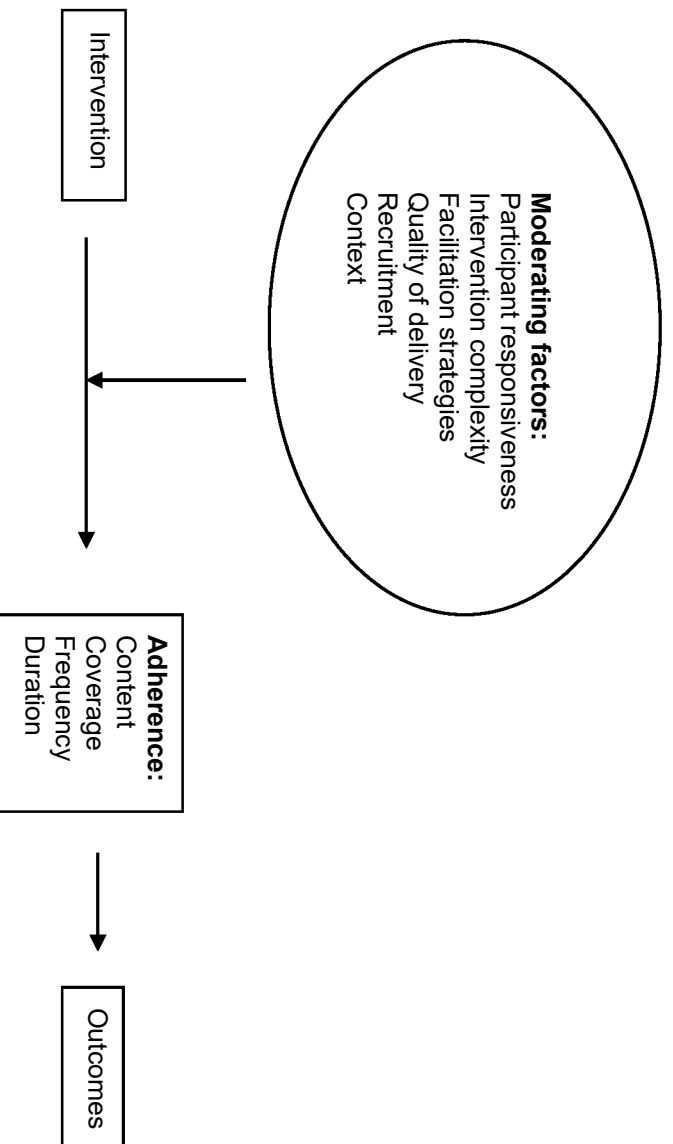 Moderating factors:
Participant responsiveness
Intervention complexity
Facilitation strategies
Quality of delivery
Recruitment
Context
Intervention
Adherence:
Content
Coverage
Frequency
Duration
Outcomes